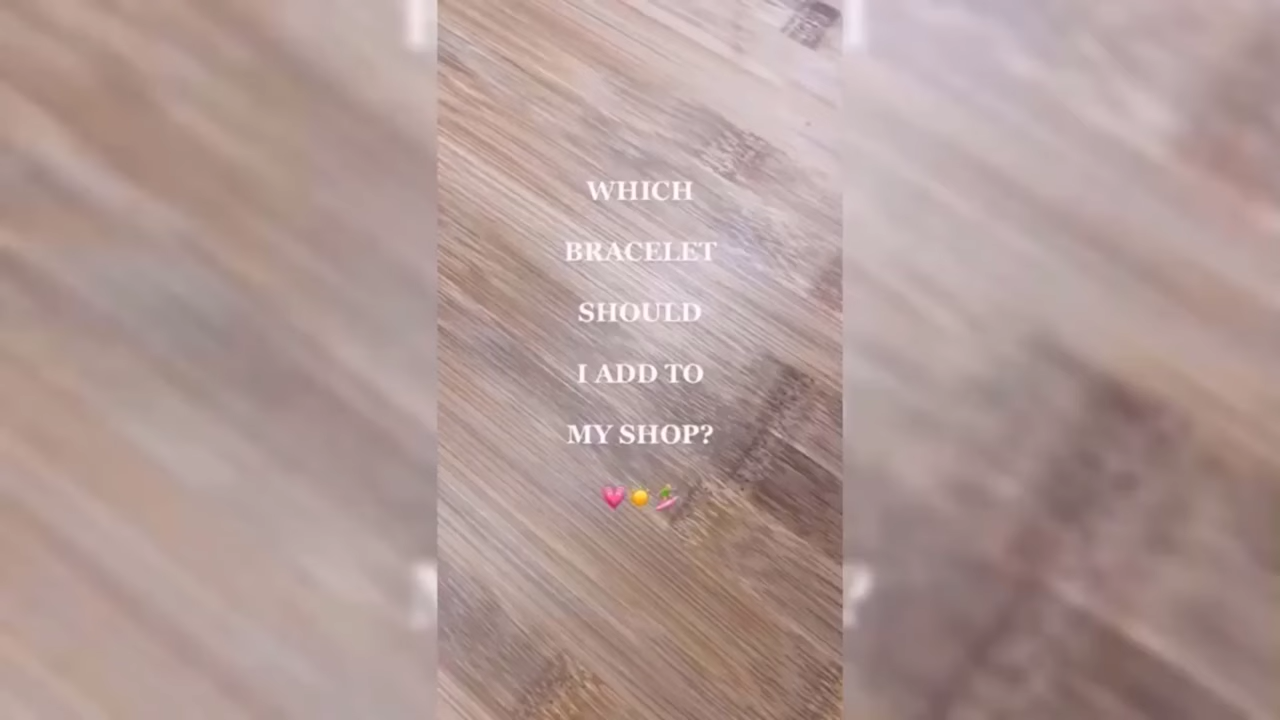 WHICH
BRACELET
SHOULD
I ADD TO
MY SHOP?
💗☀️🏝️